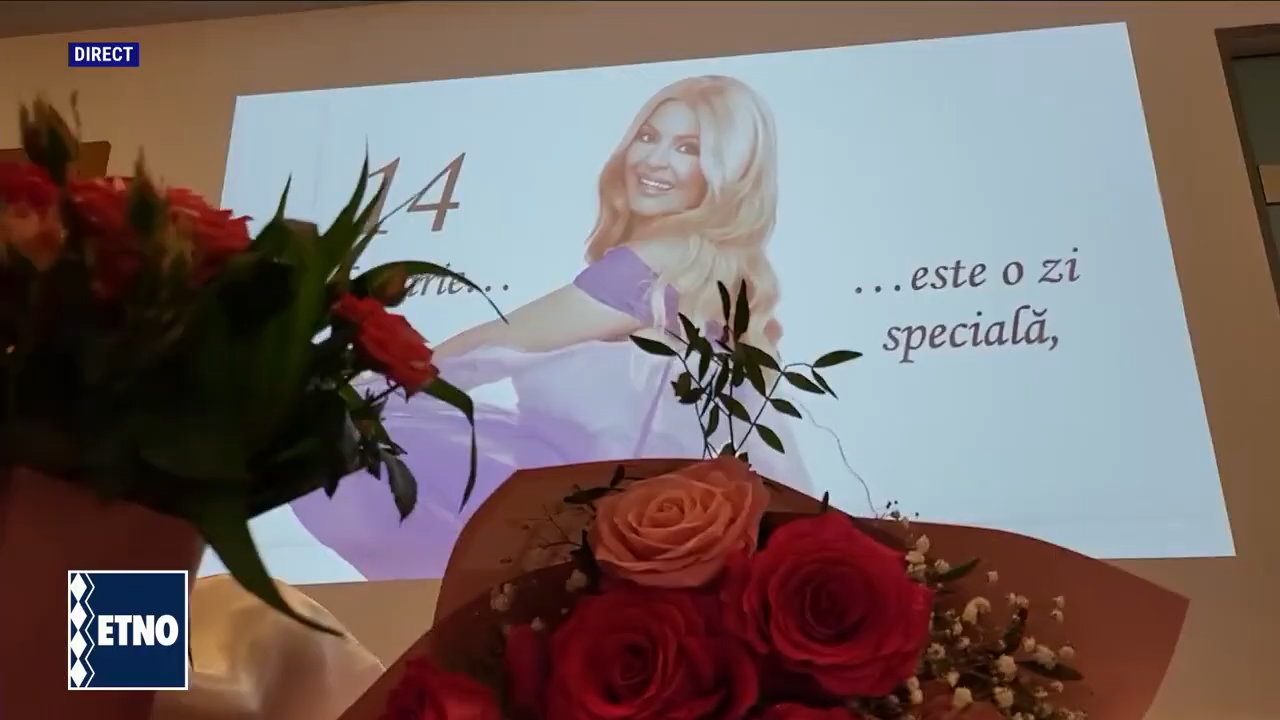 DIRECT
14
...este o zi
specială,
ETNO